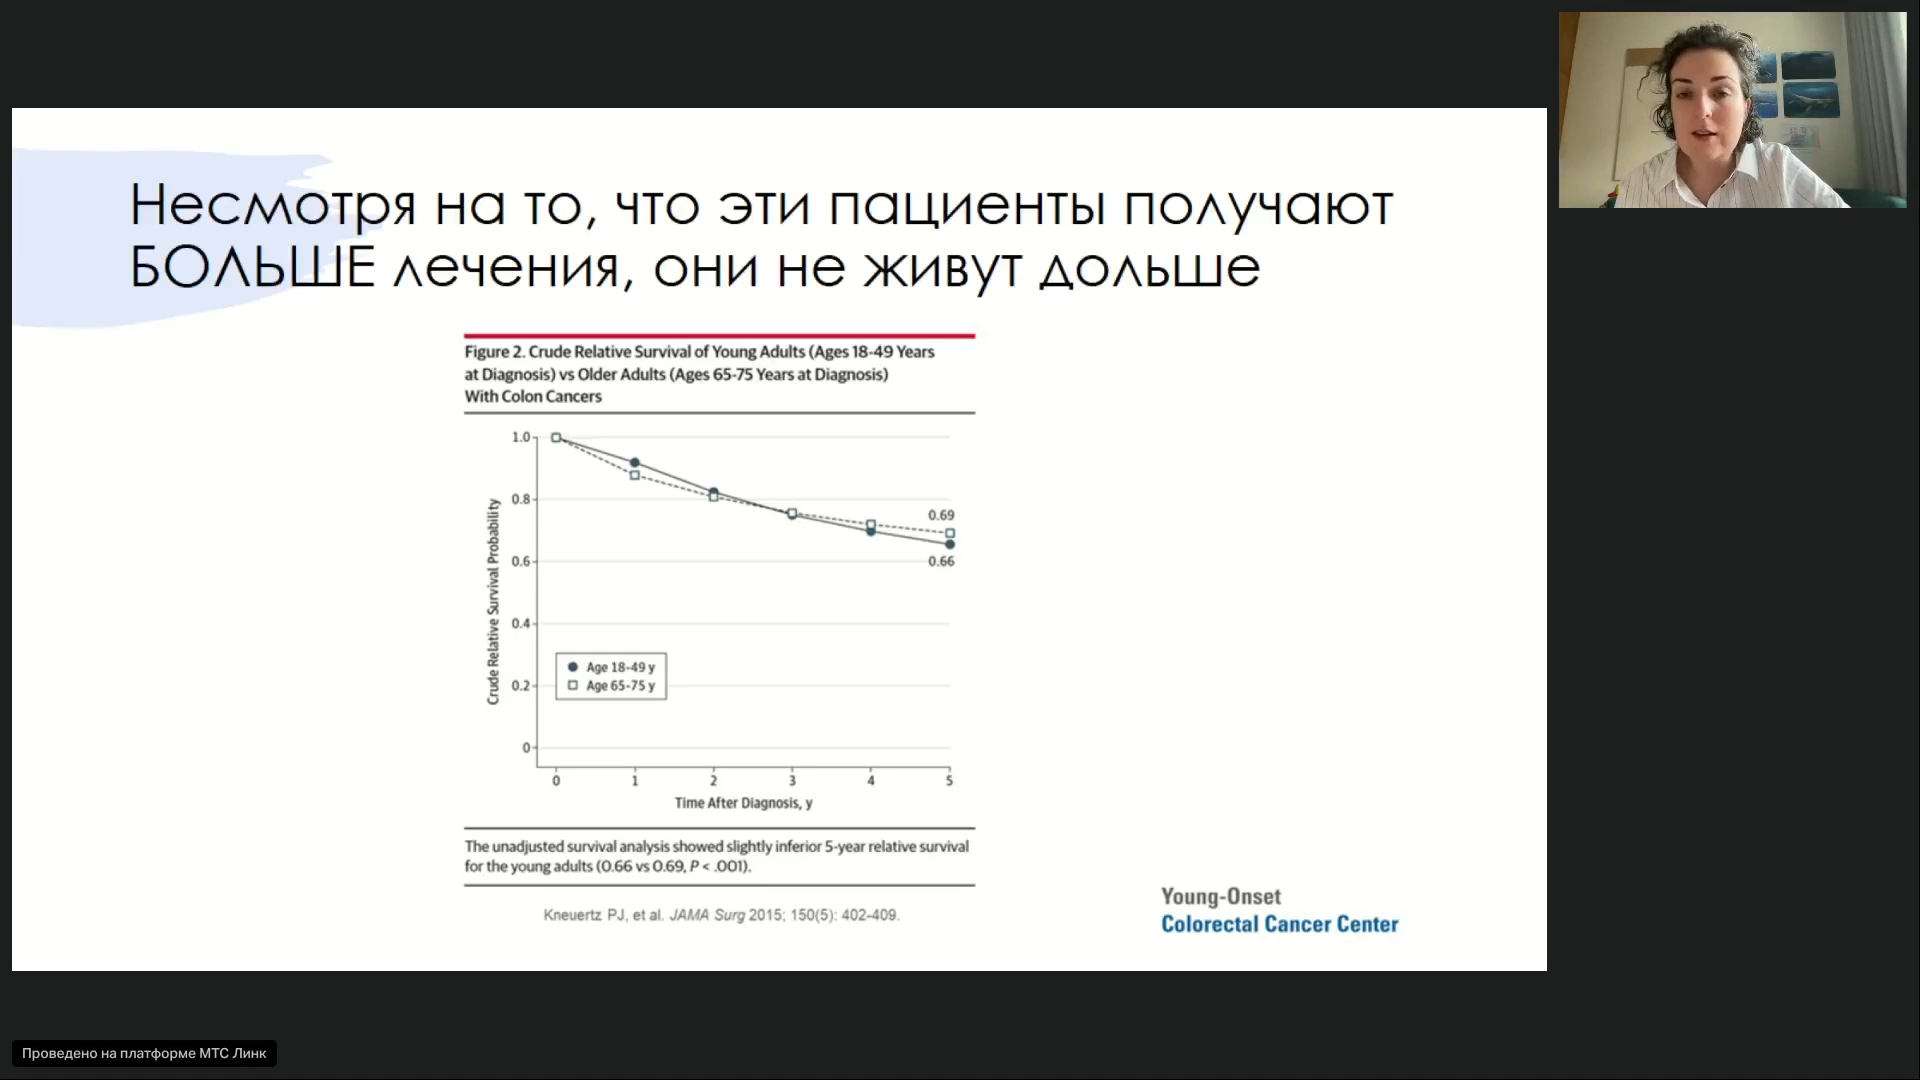 Несмотря на то, что эти пациенты получают
БОЛЬШЕ лечения, они не живут дольше
Figure 2. Crude Relative Survival of Young Adults (Ages 18-49 Years
at Diagnosis) vs Older Adults (Ages 65-75 Years at Diagnosis)
With Colon Cancers
Crude Relative Survival Probability
1.0
0.8
0.6
0.4
0.2
0
0.69
0.66
Age 18-49 y
Age 65-75 y
0 1 2 3 4 5
Time After Diagnosis, y
The unadjusted survival analysis showed slightly inferior 5-year relative survival
for the young adults (0.66 vs 0.69, P < .001).
Kneuertz PJ, et al. JAMA Surg 2015; 150(5): 402-409.
Young-Onset
Colorectal Cancer Center
Проведено на платформе МТС Линк